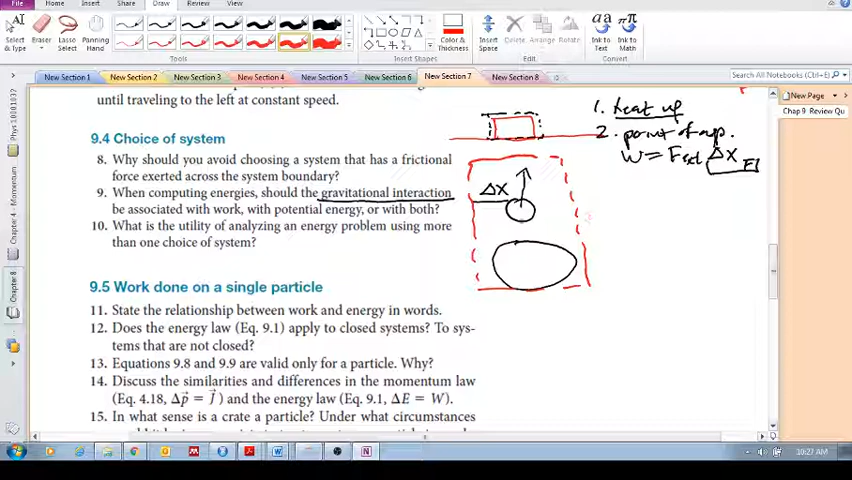 File Home Insert Draw Review View
Select & Type Eraser Lasso Select Panning Hand
Color & Thickness
Insert Space Delete Arrange Rotate
Ink to Text Ink to Math
Tools Insert Shapes Edit Convert
New Section 1 New Section 2 New Section 3 New Section 4 New Section 5 New Section 6 New Section 7 New Section 8
Search All Notebooks (Ctrl+E)
New Page
Chap 9 Review Qu
Phys 10141037
Chapter 4 - Momentum
Chapter 8
until traveling to the left at constant speed.
9.4 Choice of system
8. Why should you avoid choosing a system that has a frictional
force exerted across the system boundary?
9. When computing energies, should the gravitational interaction
be associated with work, with potential energy, or with both?
10. What is the utility of analyzing an energy problem using more
than one choice of system?
9.5 Work done on a single particle
11. State the relationship between work and energy in words.
12. Does the energy law (Eq. 9.1) apply to closed systems? To sys-
tems that are not closed?
13. Equations 9.8 and 9.9 are valid only for a particle. Why?
14. Discuss the similarities and differences in the momentum law
(Eq. 4.18, Δp⃗ = J⃗) and the energy law (Eq. 9.1, ΔE = W).
15. In what sense is a crate a particle? Under what circumstances
1. heat up
2. point of app.
W = Fext Δx F
Δx
10:27 AM